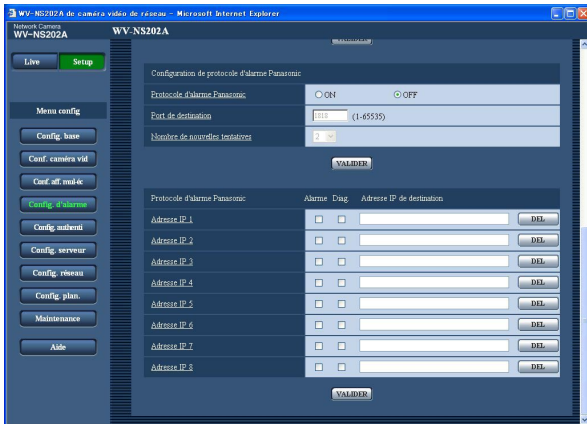 WV-NS202A de caméra vidéo de réseau - Microsoft Internet Explorer
Network Camera
WV-NS202A
WV-NS202A
Live
Setup
VALIDER
Menu config
Config. base
Conf. caméra vid
Conf. aff. mul-éc
Config. d'alarme
Config. authenti
Config. serveur
Config. réseau
Config. plan.
Maintenance
Aide
Configuration de protocole d'alarme Panasonic
Protocole d'alarme Panasonic ON OFF
Port de destination 1818 (1-65535)
Nombre de nouvelles tentatives 2
VALIDER
Protocole d'alarme Panasonic Alarme Diag. Adresse IP de destination
Adresse IP 1 DEL
Adresse IP 2 DEL
Adresse IP 3 DEL
Adresse IP 4 DEL
Adresse IP 5 DEL
Adresse IP 6 DEL
Adresse IP 7 DEL
Adresse IP 8 DEL
VALIDER